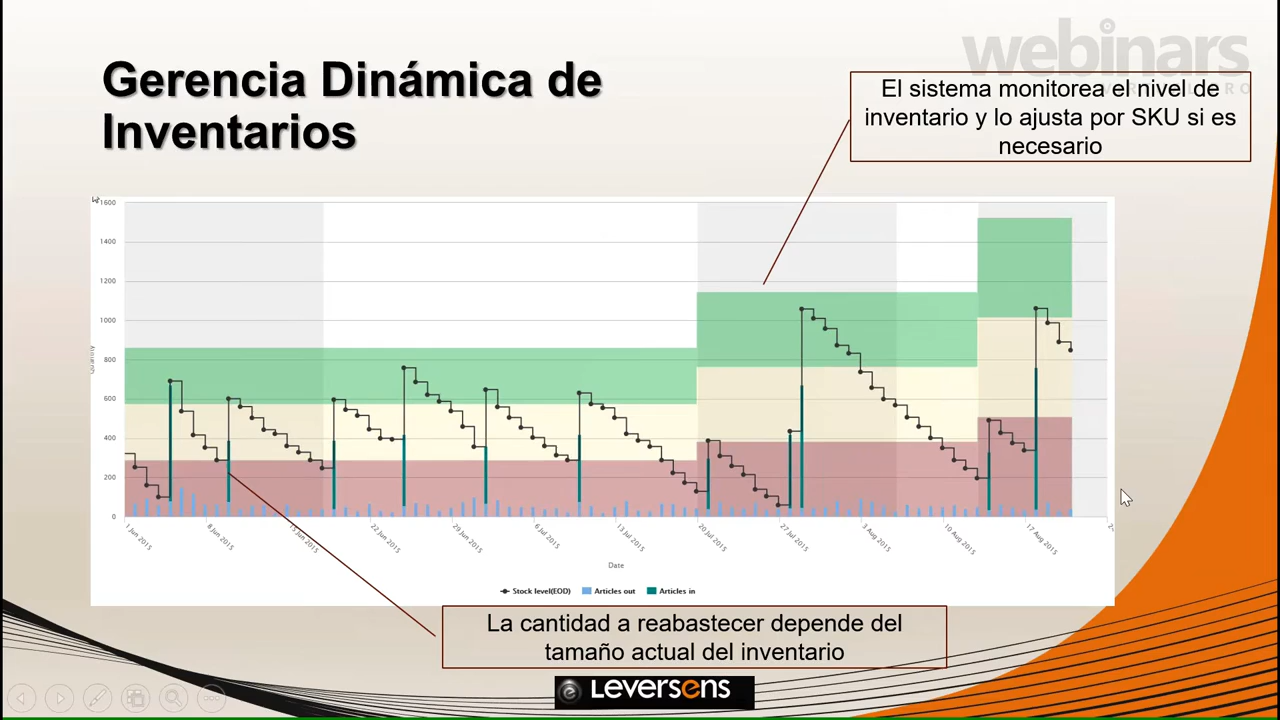 webinars
Gerencia Dinámica de
Inventarios
El sistema monitorea el nivel de
inventario y lo ajusta por SKU si es
necesario
1600
1400
1200
1000
800
600
400
200
0
Quantity
1 Jun 2015
8 Jun 2015
15 Jun 2015
22 Jun 2015
29 Jun 2015
6 Jul 2015
13 Jul 2015
20 Jul 2015
27 Jul 2015
3 Aug 2015
10 Aug 2015
17 Aug 2015
Date
Stock level(EOD) Articles out Articles in
La cantidad a reabastecer depende del
tamaño actual del inventario
Leversens